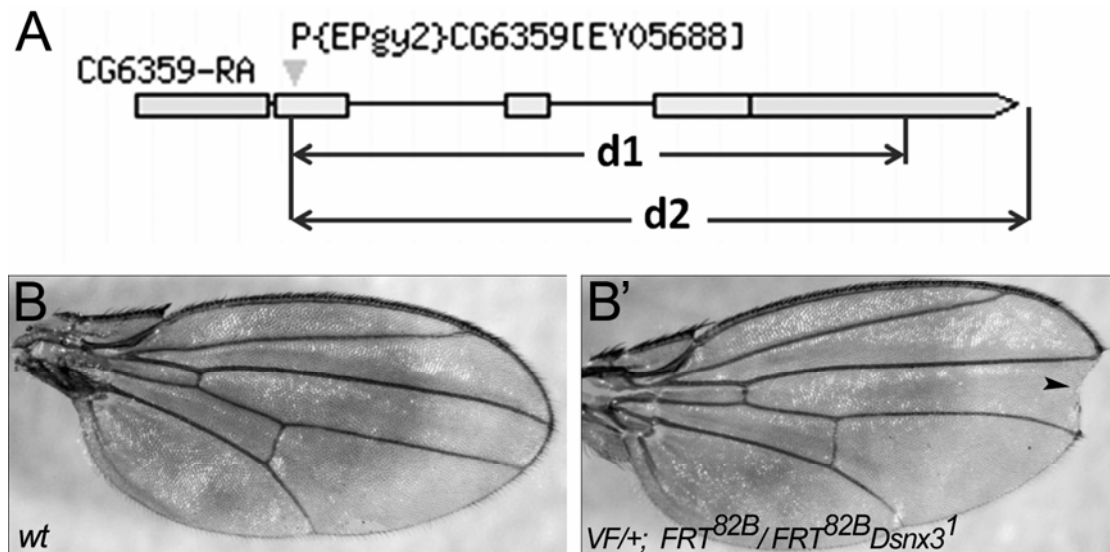 A
P{EPgy2}CG6359[EY05688]
CG6359-RA
d1
d2
B
wt
B'
VF/+; FRT82B/FRT82BDsnx31